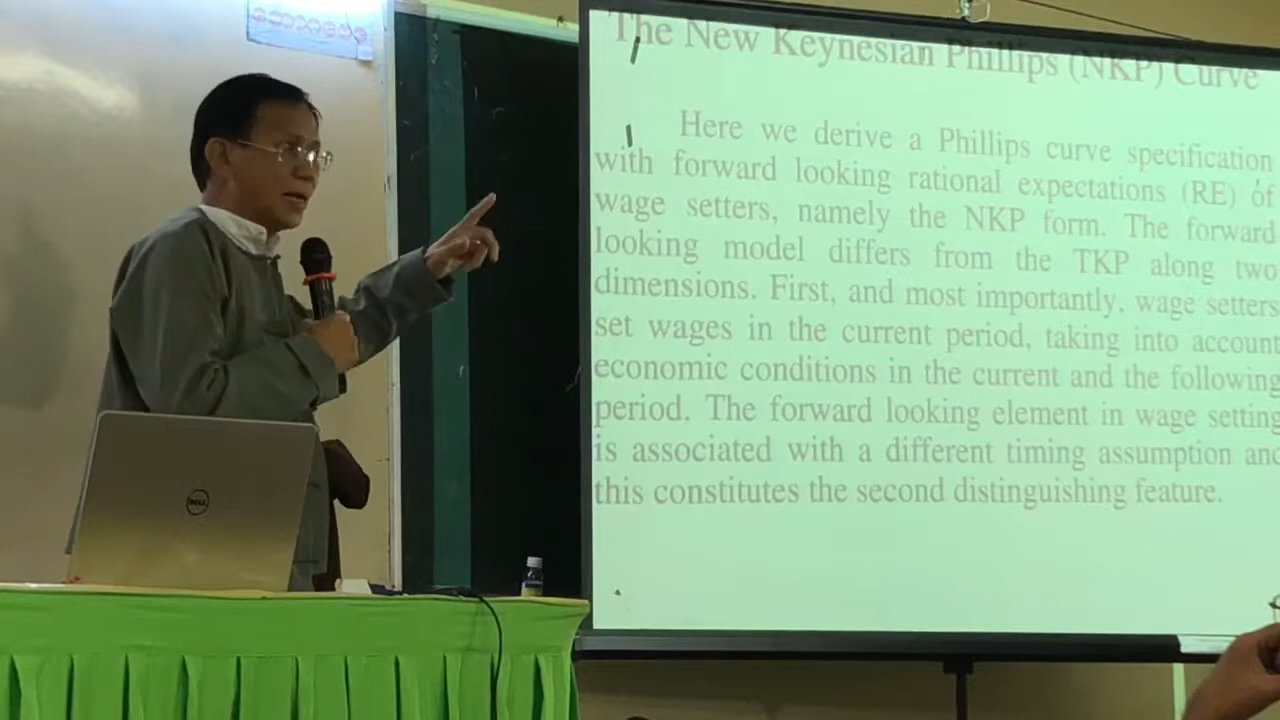 The New Keynesian Phillips (NKP) Curve
Here we derive a Phillips curve specification
with forward looking rational expectations (RE) of
wage setters, namely the NKP form. The forward
looking model differs from the TKP along two
dimensions. First, and most importantly, wage setters
set wages in the current period, taking into account
economic conditions in the current and the following
period. The forward looking element in wage setting
is associated with a different timing assumption and
this constitutes the second distinguishing feature.
DELL